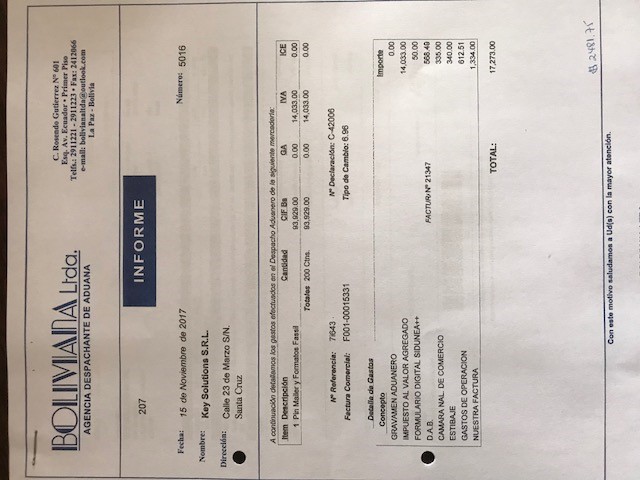 BOLIVIANA Ltda.
AGENCIA DESPACHANTE DE ADUANA
C. Rosendo Gutierrez N° 601
Esq. Av. Ecuador • Primer Piso
Telfs.: 2911221 - 2911223 • Fax: 2412066
e-mail: bolivianaltda@outlook.com
La Paz - Bolivia
INFORME
207
Fecha: 15 de Noviembre de 2017 Número: 5016
Nombre: Key Solutions S.R.L.
Dirección: Calle 23 de Marzo S/N.
Santa Cruz
A continuación detallamos los gastos efectuados en el Despacho Aduanero de la siguiente mercadería:
Item Descripción Cantidad CIF Bs GA IVA ICE
1 Pin Mailer y Formatos Fassil 93,929.00 0.00 14,033.00 0.00
Totales 200 Ctns. 93,929.00 0.00 14,033.00 0.00
N° Referencia: 7/643 N° Declaración: C-42006
Factura Comercial: F001-00015331 Tipo de Cambio: 6.96
Detalle de Gastos
Concepto Importe
GRAVAMEN ADUANERO 0.00
IMPUESTO AL VALOR AGREGADO 14,033.00
FORMULARIO DIGITAL SIDUNEA++ 50.00
D.A.B. FACTURA N° 21347 568.49
CAMARA NAL. DE COMERCIO 335.00
ESTIBAJE 340.00
GASTOS DE OPERACION 612.51
NUESTRA FACTURA 1,334.00
TOTAL: 17,273.00
Con este motivo saludamos a Ud(s) con la mayor atención.
$ 2481.75